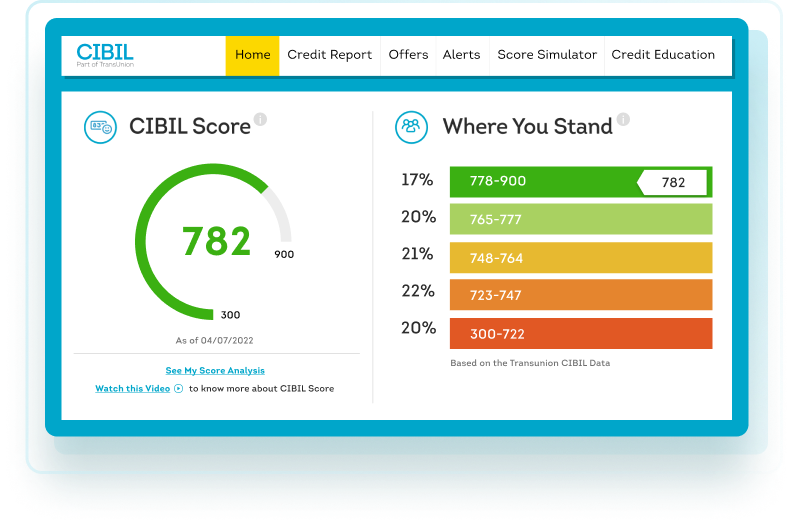 CIBIL
Part of TransUnion
Home Credit Report Offers Alerts Score Simulator Credit Education
CIBIL Score
782
900
300
As of 04/07/2022
See My Score Analysis
Watch this Video to know more about CIBIL Score
Where You Stand
17% 778-900 782
20% 765-777
21% 748-764
22% 723-747
20% 300-722
Based on the Transunion CIBIL Data